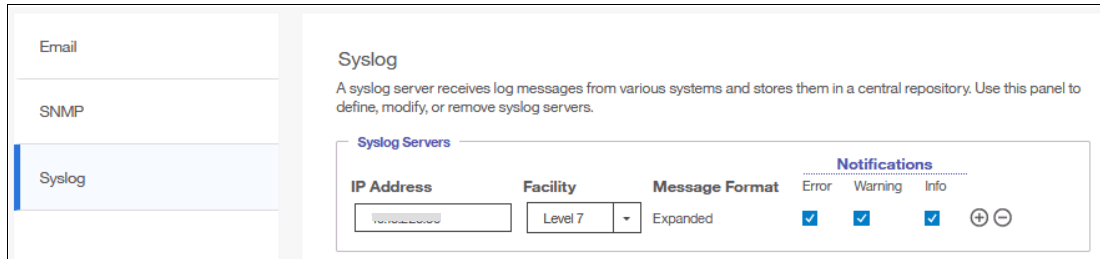 Email
SNMP
Syslog
Syslog
A syslog server receives log messages from various systems and stores them in a central repository. Use this panel to
define, modify, or remove syslog servers.
Syslog Servers
Notifications
IP Address Facility Message Format Error Warning Info
Level 7 Expanded